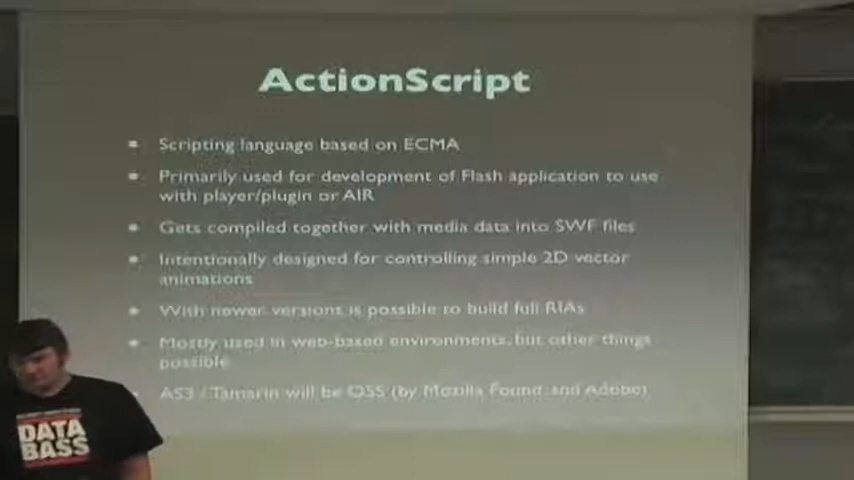 ActionScript
Scripting language based on ECMA
Primarily used for development of Flash application to use
with player/plugin or AIR
Gets compiled together with media data into SWF files
Intentionally designed for controlling simple 2D vector
animations
With newer versions is possible to build full RIAs
Mostly used in web-based environments, but other things
possible
AS3 / Tamarin will be OSS (by Mozilla Found. and Adobe)
DATA
BASS